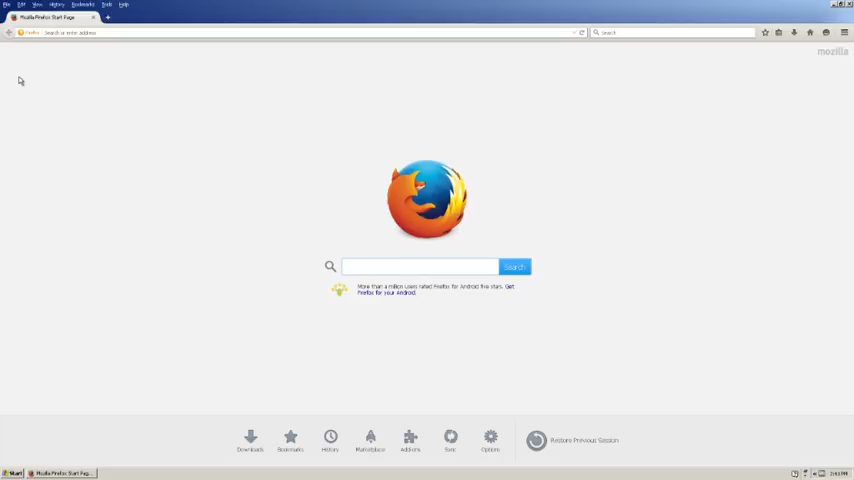 File Edit View History Bookmarks Tools Help
Mozilla Firefox Start Page
Firefox Search or enter address
Search
mozilla
Search
More than a million users rated Firefox for Android five stars. Get
Firefox for your Android.
Downloads Bookmarks History Marketplace Add-ons Sync Options
Restore Previous Session
Start Mozilla Firefox Start Pag...